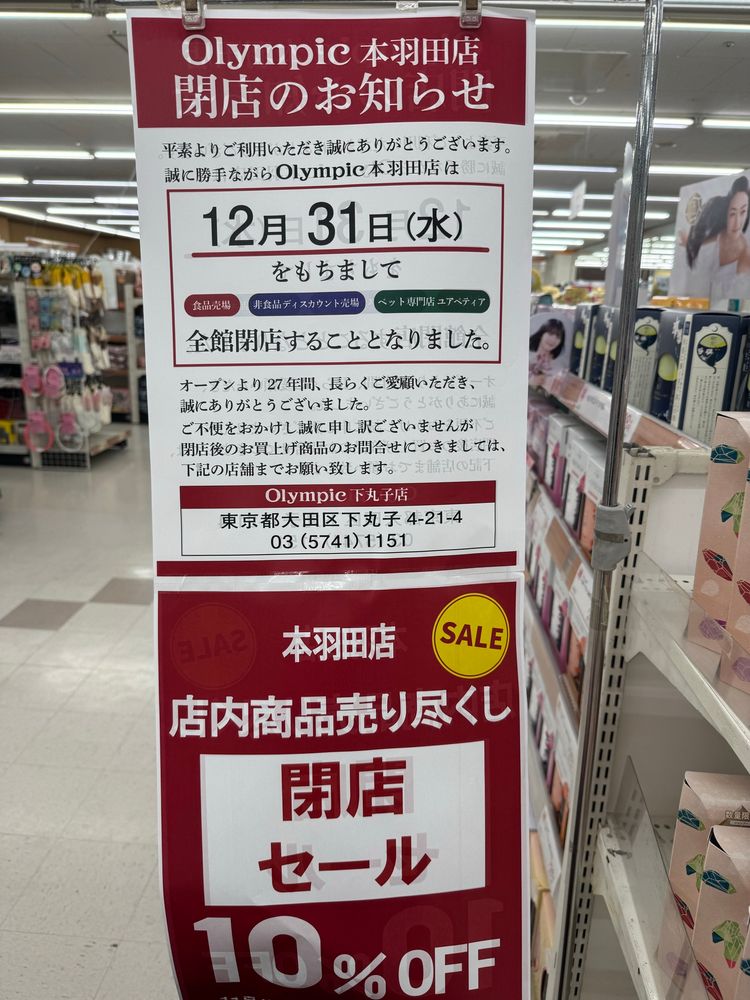 Olympic 本羽田店
閉店のお知らせ
平素よりご利用いただき誠にありがとうございます。
誠に勝手ながらOlympic本羽田店は
12月31日(水)
をもちまして
食品売場 非食品ディスカウント売場 ペット専門店 ユアペティア
全館閉店することとなりました。
オープンより27年間、長らくご愛顧いただき、
誠にありがとうございました。
ご不便をおかけし誠に申し訳ございませんが
閉店後のお買上げ商品のお問合せにつきましては、
下記の店舗までお願い致します。
Olympic 下丸子店
東京都大田区下丸子 4-21-4
03(5741)1151
本羽田店
SALE
店内商品売り尽くし
閉店
セール
10%OFF
数量限